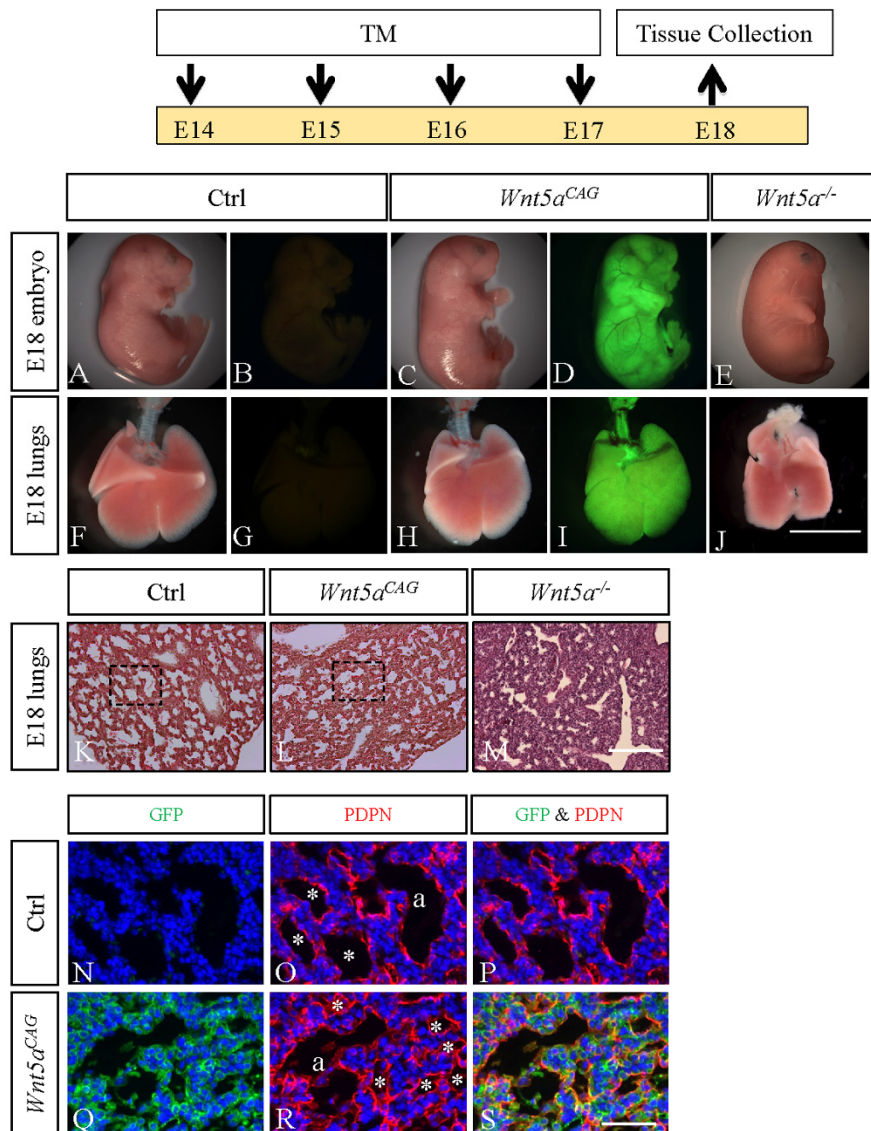 TM
Tissue Collection
E14 E15 E16 E17 E18
Ctrl Wnt5a^CAG Wnt5a^-/-
E18 embryo
A B C D E
E18 lungs
F G H I J
Ctrl Wnt5a^CAG Wnt5a^-/-
E18 lungs
K L M
GFP PDPN GFP & PDPN
Ctrl
* * * a
N O P
Wnt5a^CAG
* * * * * * a
Q R S